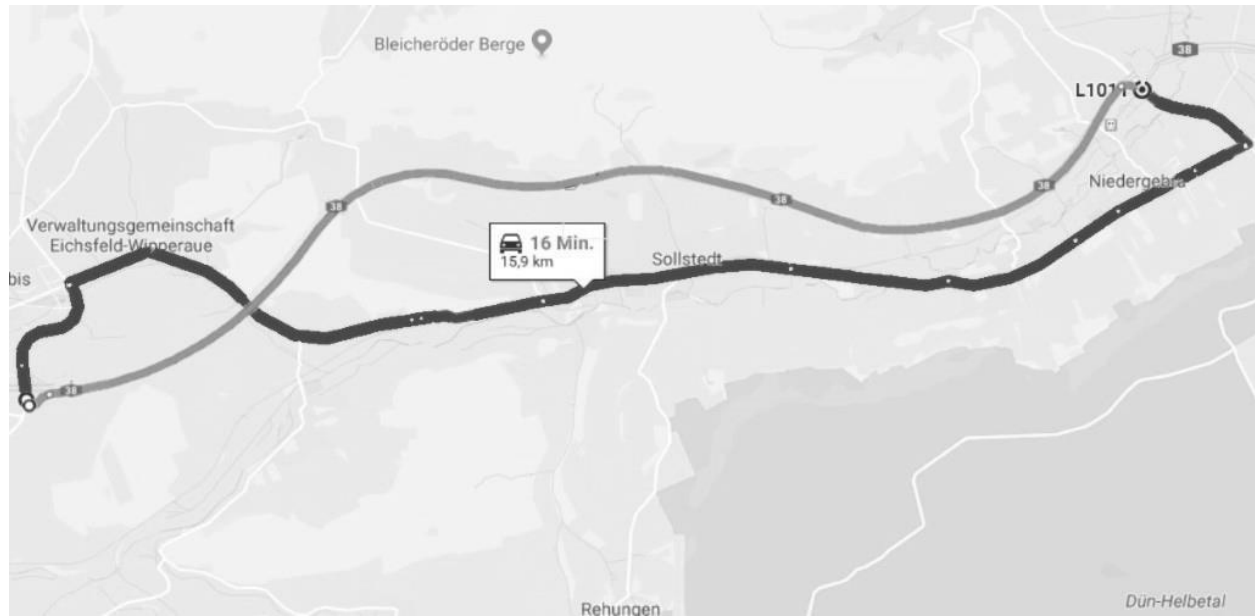 Bleicheröder Berge
38
L1011
38
38
38
Niedergebra
Verwaltungsgemeinschaft
Eichsfeld-Wipperaue
16 Min.
15,9 km
Sollstedt
bis
38
Rehungen
Dün-Helbetal